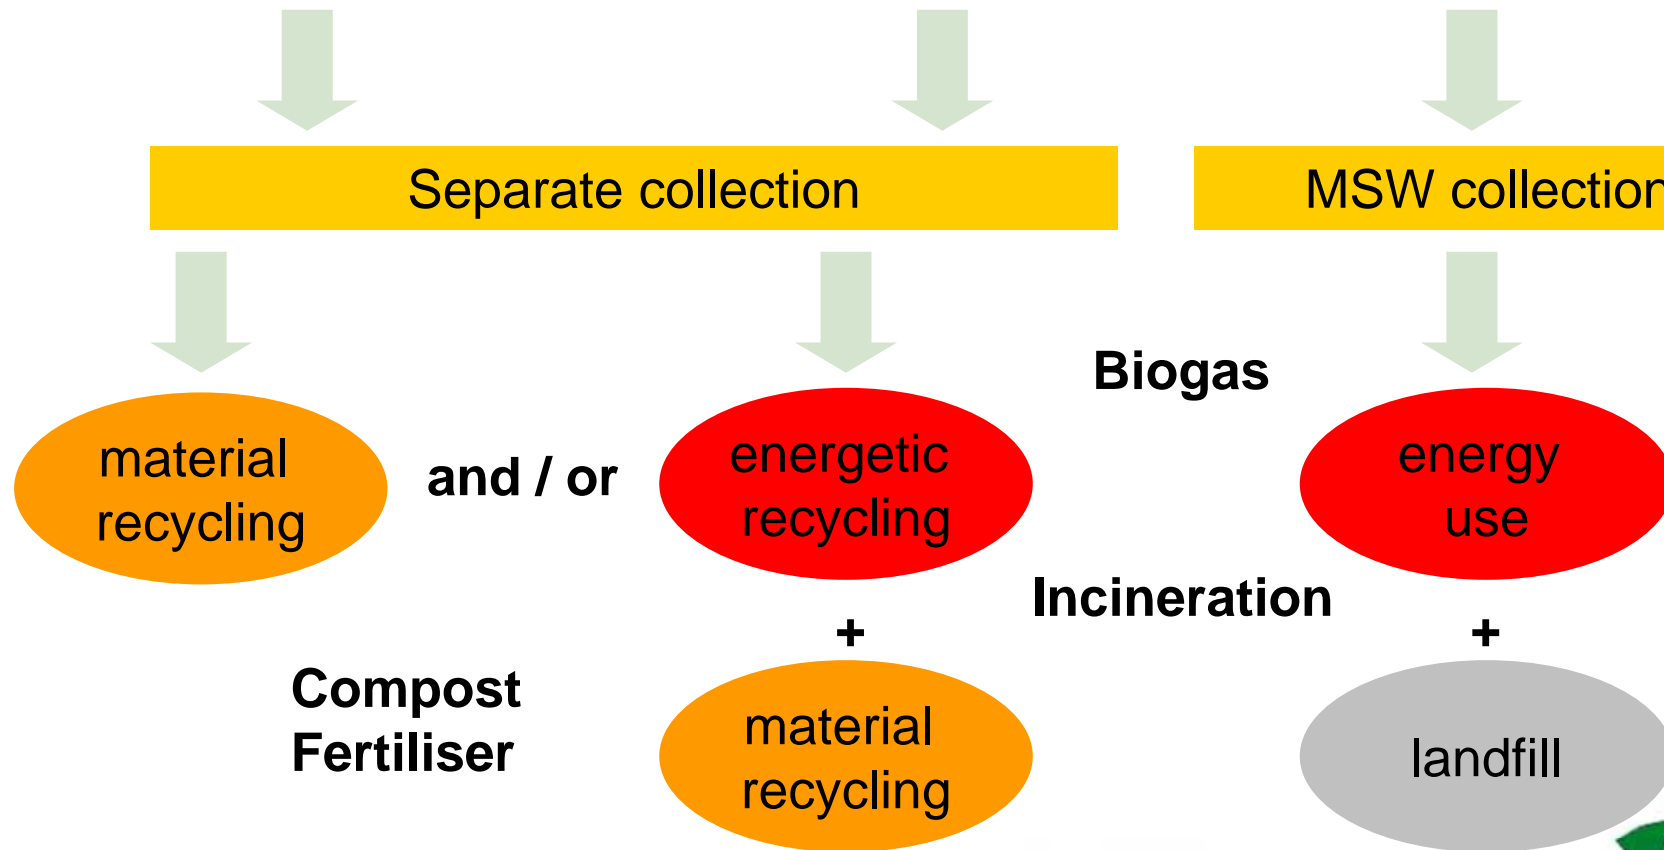 Separate collection
MSW collection
Biogas
material
recycling
and / or
energetic
recycling
energy
use
Incineration
+
+
Compost
Fertiliser
material
recycling
landfill